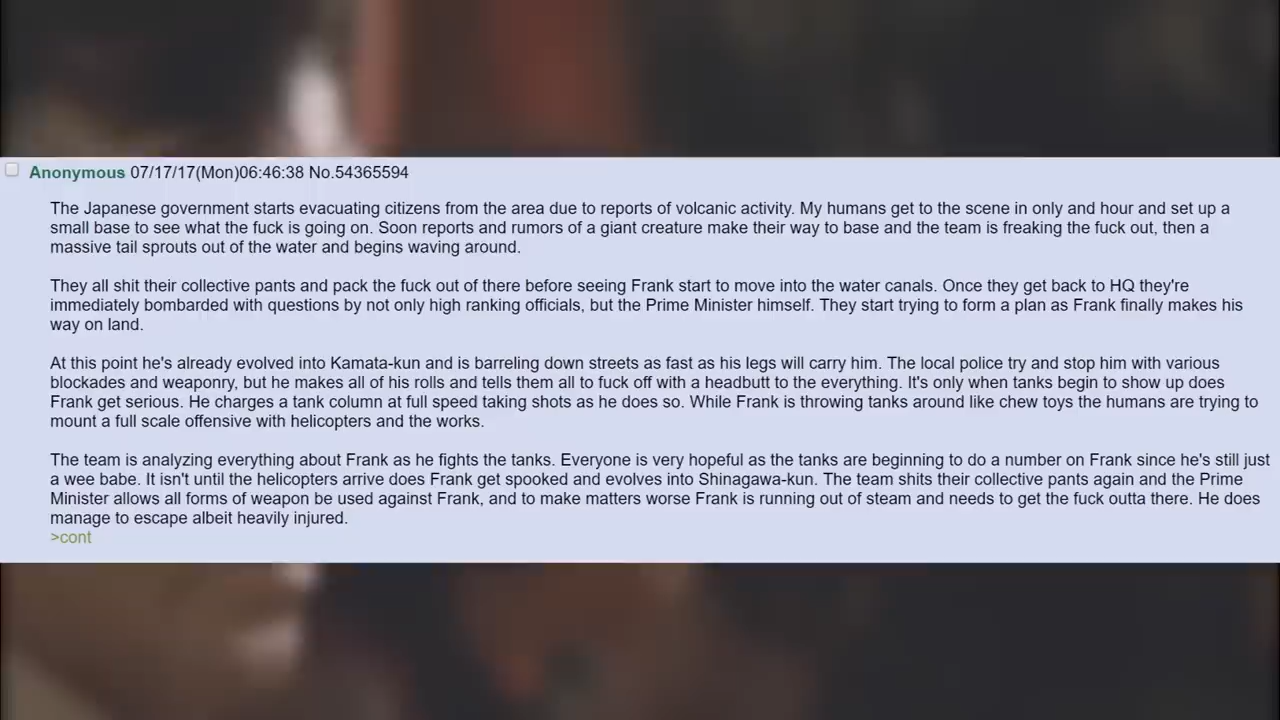 Anonymous 07/17/17(Mon)06:46:38 No.54365594
The Japanese government starts evacuating citizens from the area due to reports of volcanic activity. My humans get to the scene in only and hour and set up a
small base to see what the fuck is going on. Soon reports and rumors of a giant creature make their way to base and the team is freaking the fuck out, then a
massive tail sprouts out of the water and begins waving around.
They all shit their collective pants and pack the fuck out of there before seeing Frank start to move into the water canals. Once they get back to HQ they're
immediately bombarded with questions by not only high ranking officials, but the Prime Minister himself. They start trying to form a plan as Frank finally makes his
way on land.
At this point he's already evolved into Kamata-kun and is barreling down streets as fast as his legs will carry him. The local police try and stop him with various
blockades and weaponry, but he makes all of his rolls and tells them all to fuck off with a headbutt to the everything. It's only when tanks begin to show up does
Frank get serious. He charges a tank column at full speed taking shots as he does so. While Frank is throwing tanks around like chew toys the humans are trying to
mount a full scale offensive with helicopters and the works.
The team is analyzing everything about Frank as he fights the tanks. Everyone is very hopeful as the tanks are beginning to do a number on Frank since he's still just
a wee babe. It isn't until the helicopters arrive does Frank get spooked and evolves into Shinagawa-kun. The team shits their collective pants again and the Prime
Minister allows all forms of weapon be used against Frank, and to make matters worse Frank is running out of steam and needs to get the fuck outta there. He does
manage to escape albeit heavily injured.
>cont